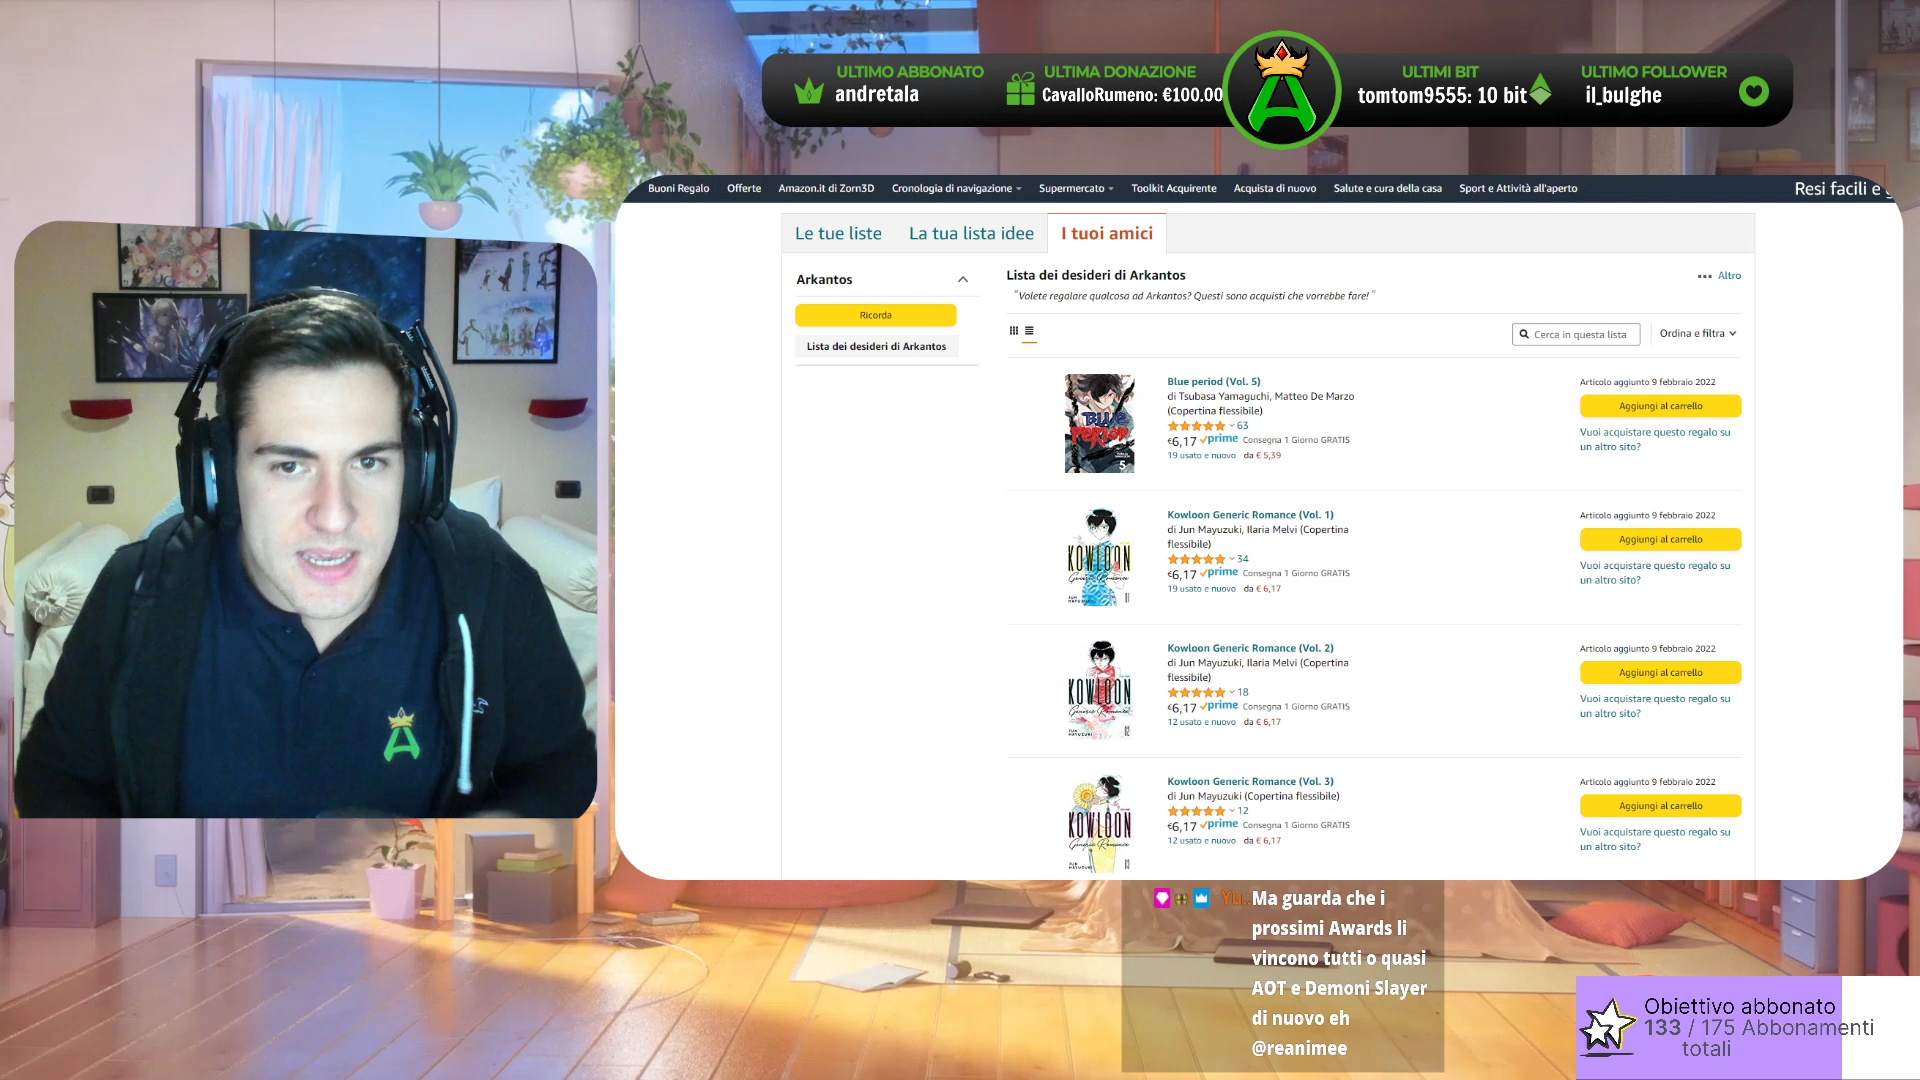 ULTIMO ABBONATO
andretala
ULTIMA DONAZIONE
CavalloRumeno: €100.00
ULTIMI BIT
tomtom9555: 10 bit
ULTIMO FOLLOWER
il_bulghe
Buoni Regalo Offerte Amazon.it di Zorn3D Cronologia di navigazione Supermercato Toolkit Acquirente Acquista di nuovo Salute e cura della casa Sport e Attività all'aperto Resi facili e
Le tue liste La tua lista idee I tuoi amici
Arkantos
Ricorda
Lista dei desideri di Arkantos
Lista dei desideri di Arkantos
Altro
"Volete regalare qualcosa ad Arkantos? Questi sono acquisti che vorrebbe fare! "
Cerca in questa lista
Ordina e filtra
BLUE
PERIOD
5
Blue period (Vol. 5)
di Tsubasa Yamaguchi, Matteo De Marzo
(Copertina flessibile)
63
€6,17 prime Consegna 1 Giorno GRATIS
19 usato e nuovo da € 5,39
Articolo aggiunto 9 febbraio 2022
Aggiungi al carrello
Vuoi acquistare questo regalo su
un altro sito?
KOWLOON
Generic Romance
Kowloon Generic Romance (Vol. 1)
di Jun Mayuzuki, Ilaria Melvi (Copertina
flessibile)
34
€6,17 prime Consegna 1 Giorno GRATIS
19 usato e nuovo da € 6,17
Articolo aggiunto 9 febbraio 2022
Aggiungi al carrello
Vuoi acquistare questo regalo su
un altro sito?
KOWLOON
Generic Romance
Kowloon Generic Romance (Vol. 2)
di Jun Mayuzuki, Ilaria Melvi (Copertina
flessibile)
18
€6,17 prime Consegna 1 Giorno GRATIS
12 usato e nuovo da € 6,17
Articolo aggiunto 9 febbraio 2022
Aggiungi al carrello
Vuoi acquistare questo regalo su
un altro sito?
KOWLOON
Generic Romance
Kowloon Generic Romance (Vol. 3)
di Jun Mayuzuki (Copertina flessibile)
12
€6,17 prime Consegna 1 Giorno GRATIS
12 usato e nuovo da € 6,17
Articolo aggiunto 9 febbraio 2022
Aggiungi al carrello
Vuoi acquistare questo regalo su
un altro sito?
Yu... Ma guarda che i
prossimi Awards li
vincono tutti o quasi
AOT e Demoni Slayer
di nuovo eh
@reanimee
Obiettivo abbonato
133 / 175 Abbonamenti
totali